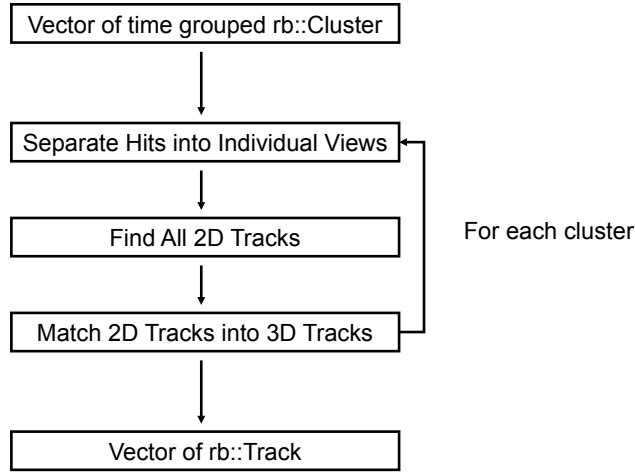 Vector of time grouped rb::Cluster
Separate Hits into Individual Views
Find All 2D Tracks
For each cluster
Match 2D Tracks into 3D Tracks
Vector of rb::Track